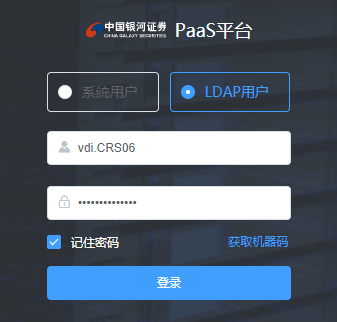 中国银河证券 PaaS平台
CHINA GALAXY SECURITIES
系统用户 LDAP用户
vdi.CRS06
••••••••••••••
记住密码 获取机器码
登录